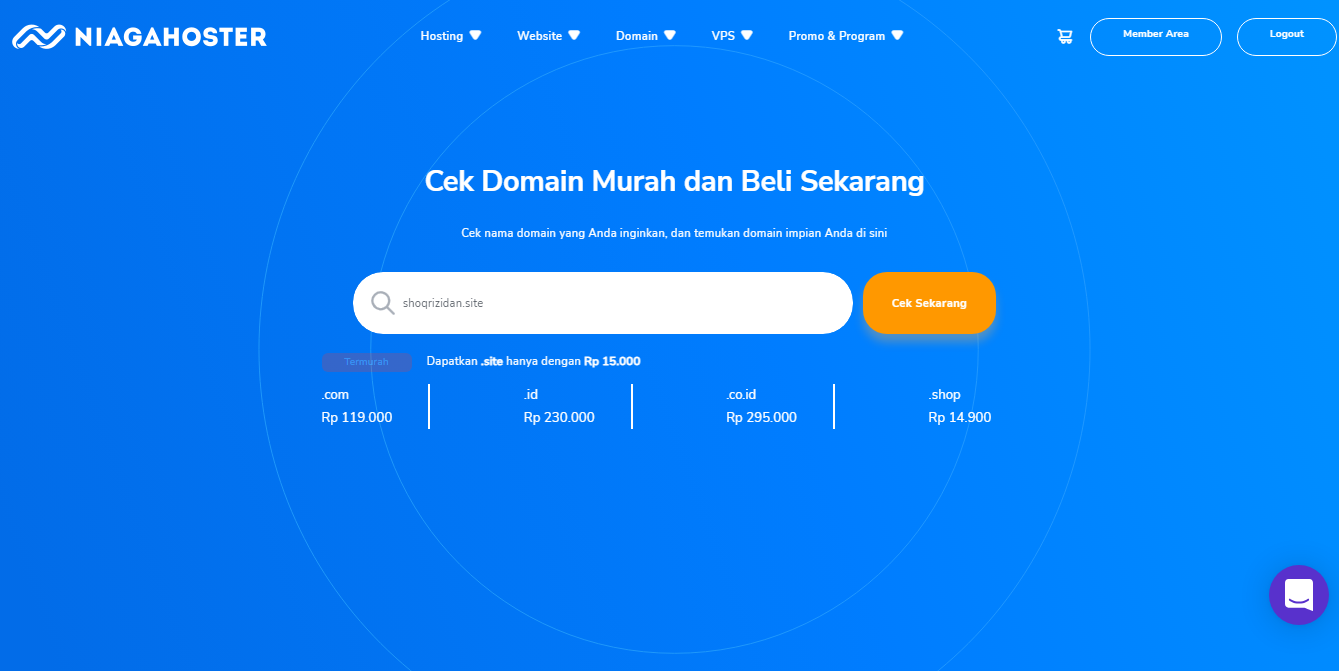 NIAGAHOSTER Hosting Website Domain VPS Promo & Program Member Area Logout
Cek Domain Murah dan Beli Sekarang
Cek nama domain yang Anda inginkan, dan temukan domain impian Anda di sini
shoqrizidan.site Cek Sekarang
Termurah Dapatkan .site hanya dengan Rp 15.000
.com .id .co.id .shop
Rp 119.000 Rp 230.000 Rp 295.000 Rp 14.900